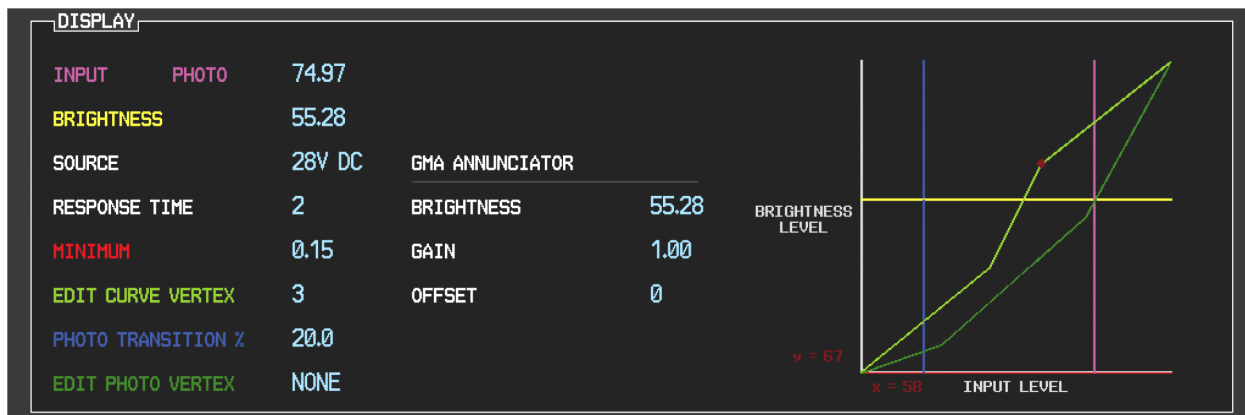 DISPLAY
INPUT PHOTO 74.97
BRIGHTNESS 55.28
SOURCE 28V DC GMA ANNUNCIATOR
RESPONSE TIME 2 BRIGHTNESS 55.28
MINIMUM 0.15 GAIN 1.00
EDIT CURVE VERTEX 3 OFFSET 0
PHOTO TRANSITION % 20.0
EDIT PHOTO VERTEX NONE
BRIGHTNESS
LEVEL
y = 67
x = 58 INPUT LEVEL